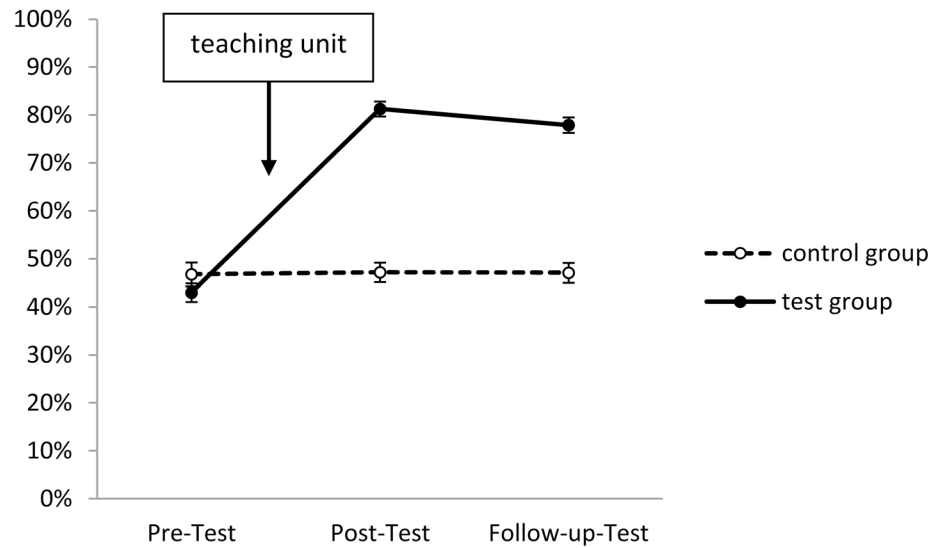 100%
90%
80%
70%
60%
50%
40%
30%
20%
10%
0%
teaching unit
Pre-Test
Post-Test
Follow-up-Test
control group
test group